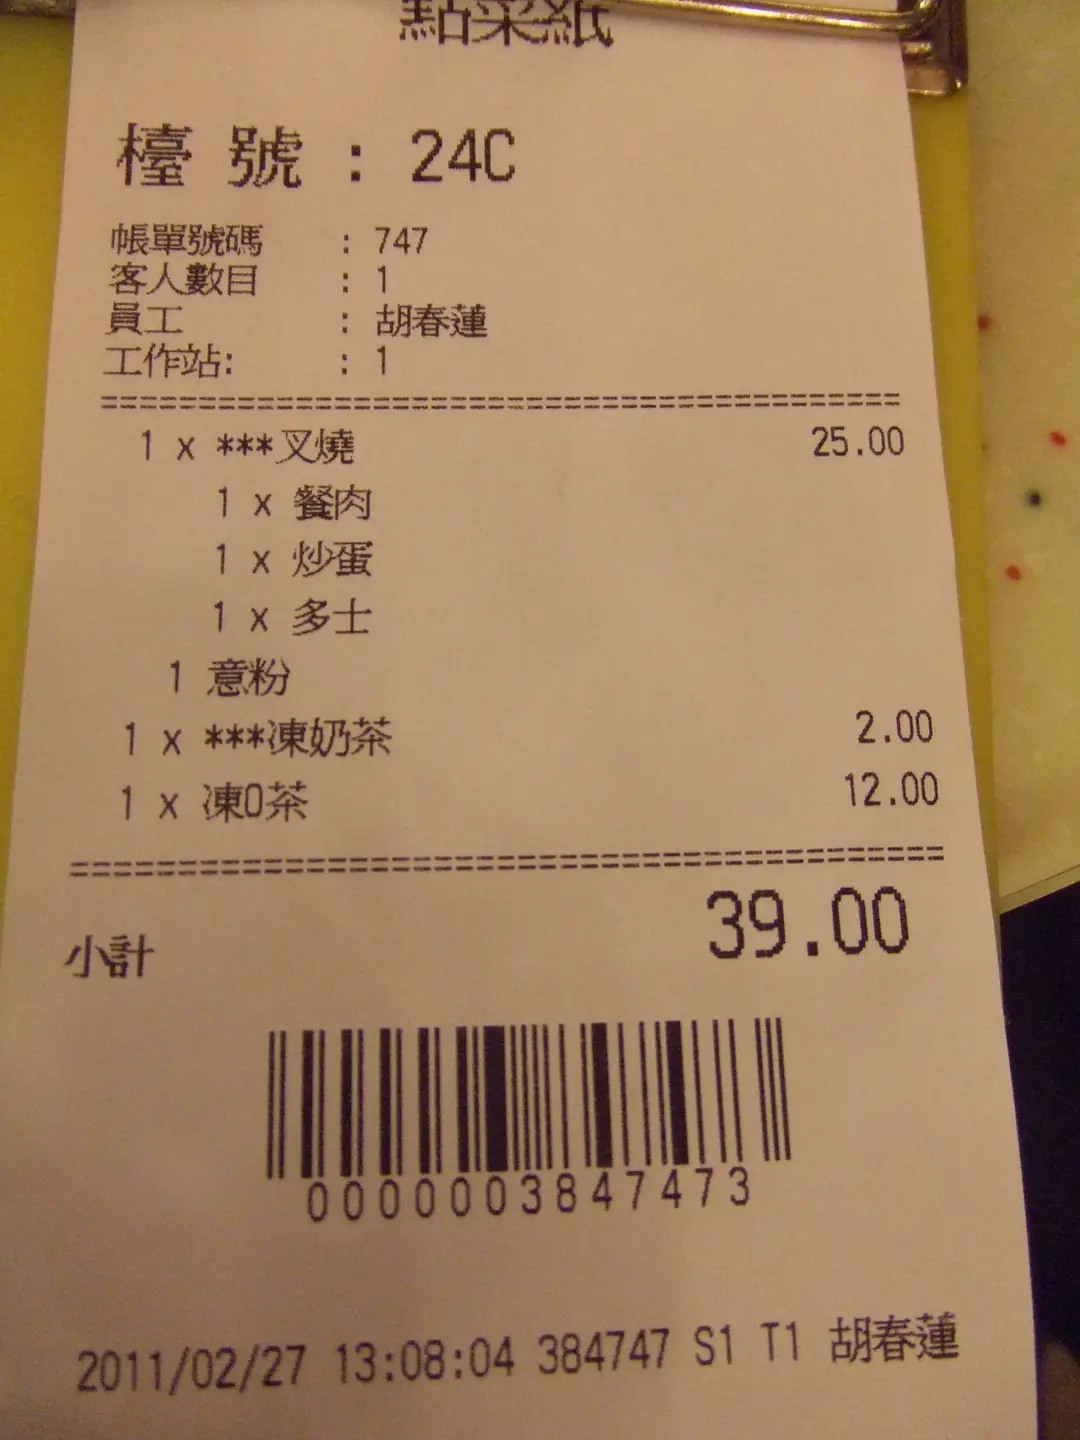 點菜紙
檯 號 : 24C
帳單號碼 : 747
客人數目 : 1
員工 : 胡春蓮
工作站: : 1
========================================
1 x ***叉燒 25.00
1 x 餐肉
1 x 炒蛋
1 x 多士
1 意粉
1 x ***凍奶茶 2.00
1 x 凍0茶 12.00
========================================
小計 39.00
0000003847473
2011/02/27 13:08:04 384747 S1 T1 胡春蓮